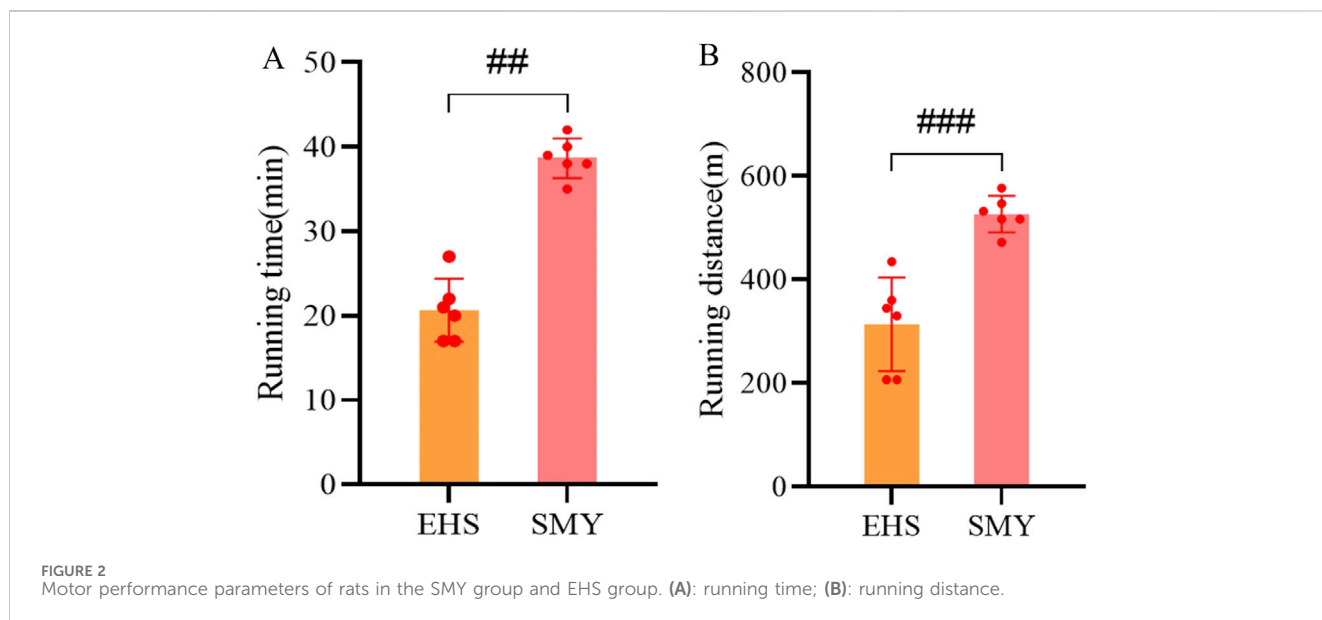 A
50
##
40
30
20
10
0
Running time(min)
EHS SMY
B
800
###
600
400
200
0
Running distance(m)
EHS SMY
FIGURE 2
Motor performance parameters of rats in the SMY group and EHS group. (A): running time; (B): running distance.